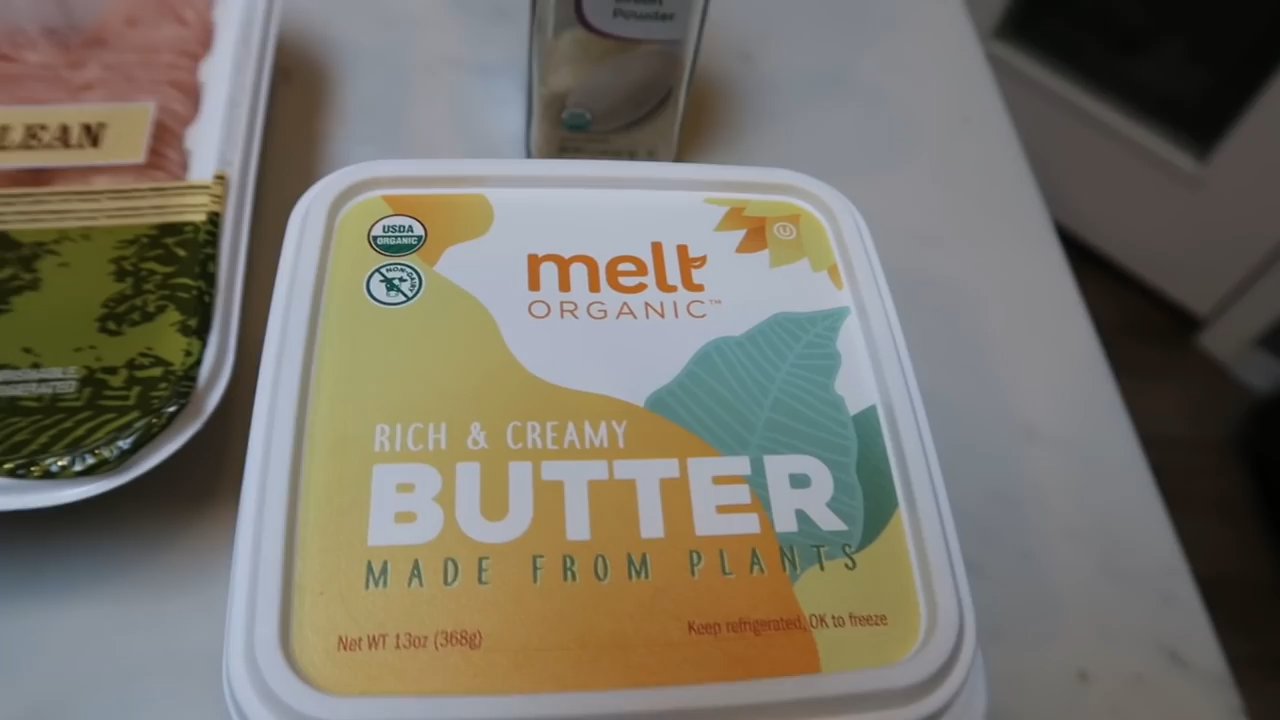 Powder
LEAN
USDA
ORGANIC
NON-DAIRY
U
melt
ORGANIC™
RICH & CREAMY
BUTTER
MADE FROM PLANTS
Net WT 13oz (368g)
Keep refrigerated, OK to freeze